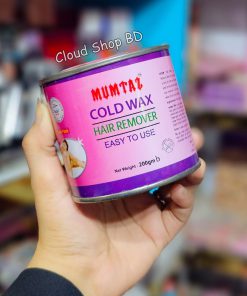 Cloud Shop BD
MUMTAZ
COLD WAX
HAIR REMOVER
EASY TO USE
Net Weight : 200gm